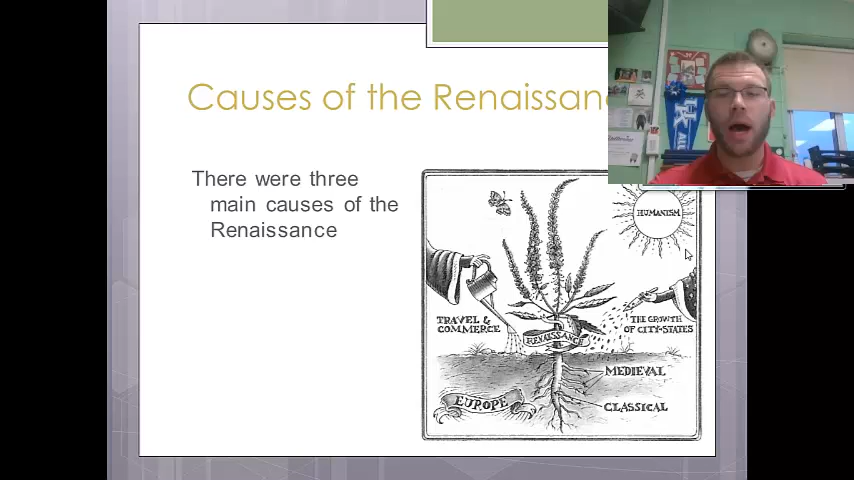 Causes of the Renaissan
There were three
main causes of the
Renaissance
HUMANISM
TRAVEL &
COMMERCE
THE GROWTH
OF CITY-STATES
RENAISSANCE
MEDIEVAL
CLASSICAL
EUROPE